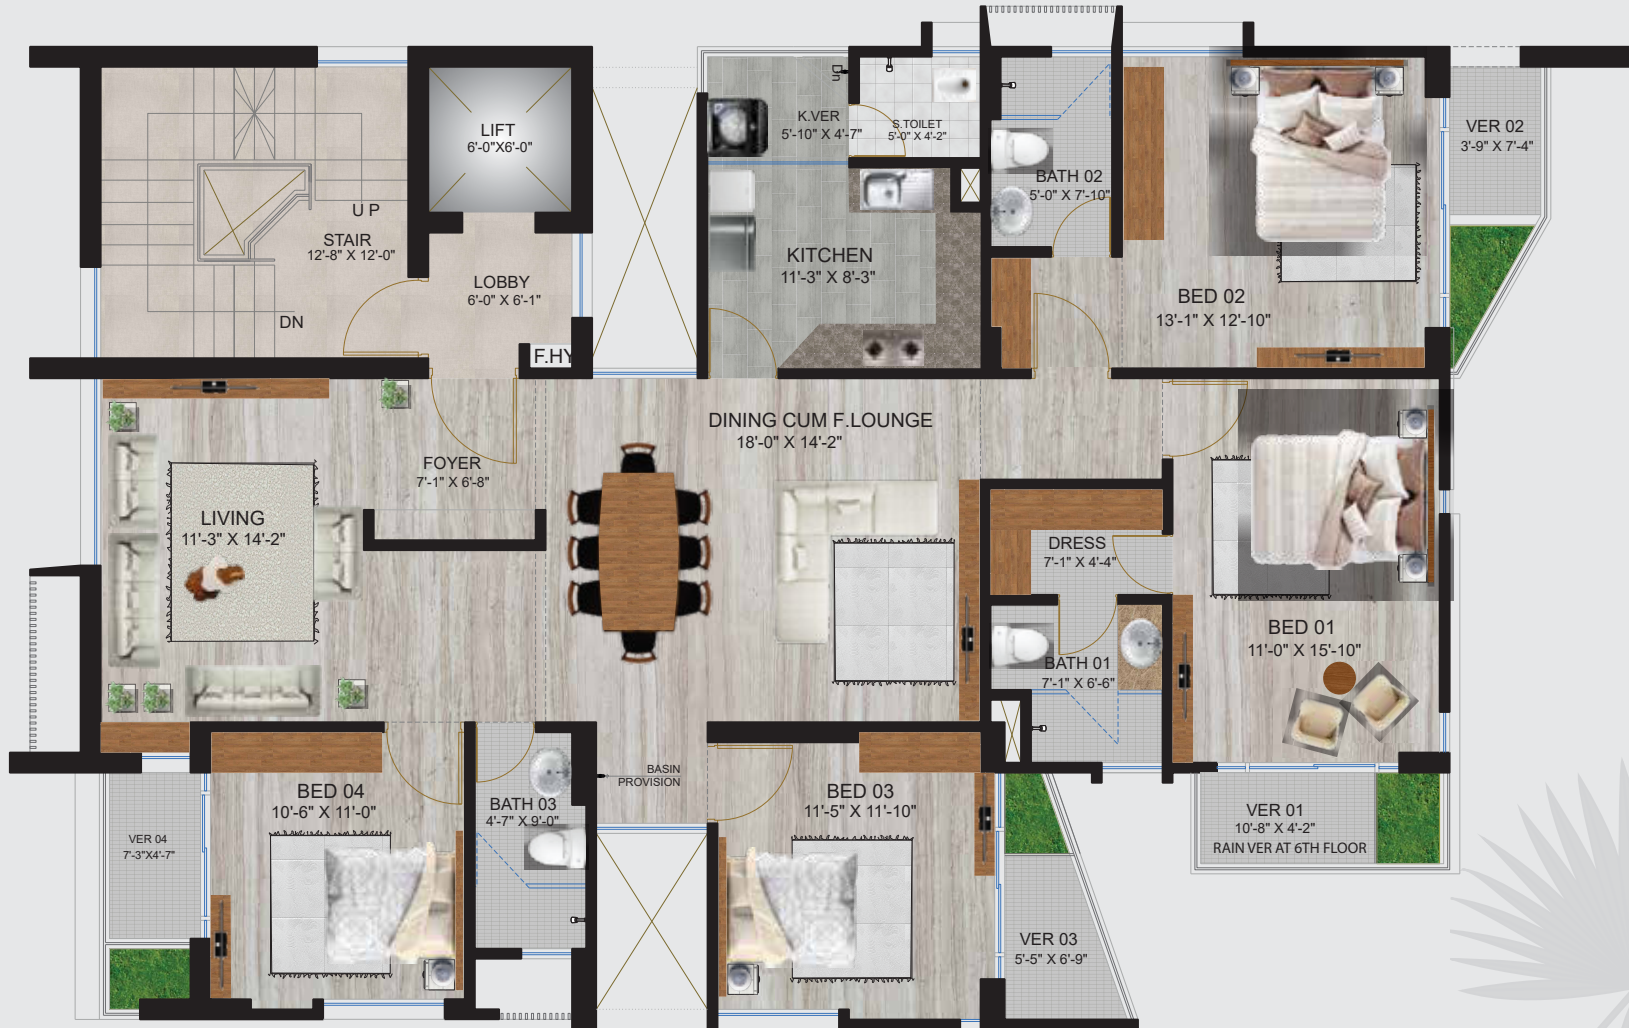 LIFT
6'-0"X6'-0"
U P
STAIR
12'-8" X 12'-0"
DN
LOBBY
6'-0" X 6'-1"
F.HY
Dn
K.VER
5'-10" X 4'-7"
S.TOILET
5'-0" X 4'-2"
KITCHEN
11'-3" X 8'-3"
BATH 02
5'-0" X 7'-10"
BED 02
13'-1" X 12'-10"
VER 02
3'-9" X 7'-4"
DINING CUM F.LOUNGE
18'-0" X 14'-2"
FOYER
7'-1" X 6'-8"
LIVING
11'-3" X 14'-2"
DRESS
7'-1" X 4'-4"
BATH 01
7'-1" X 6'-6"
BED 01
11'-0" X 15'-10"
VER 01
10'-8" X 4'-2"
RAIN VER AT 6TH FLOOR
BED 04
10'-6" X 11'-0"
VER 04
7'-3"X4'-7"
BATH 03
4'-7" X 9'-0"
BASIN
PROVISION
BED 03
11'-5" X 11'-10"
VER 03
5'-5" X 6'-9"